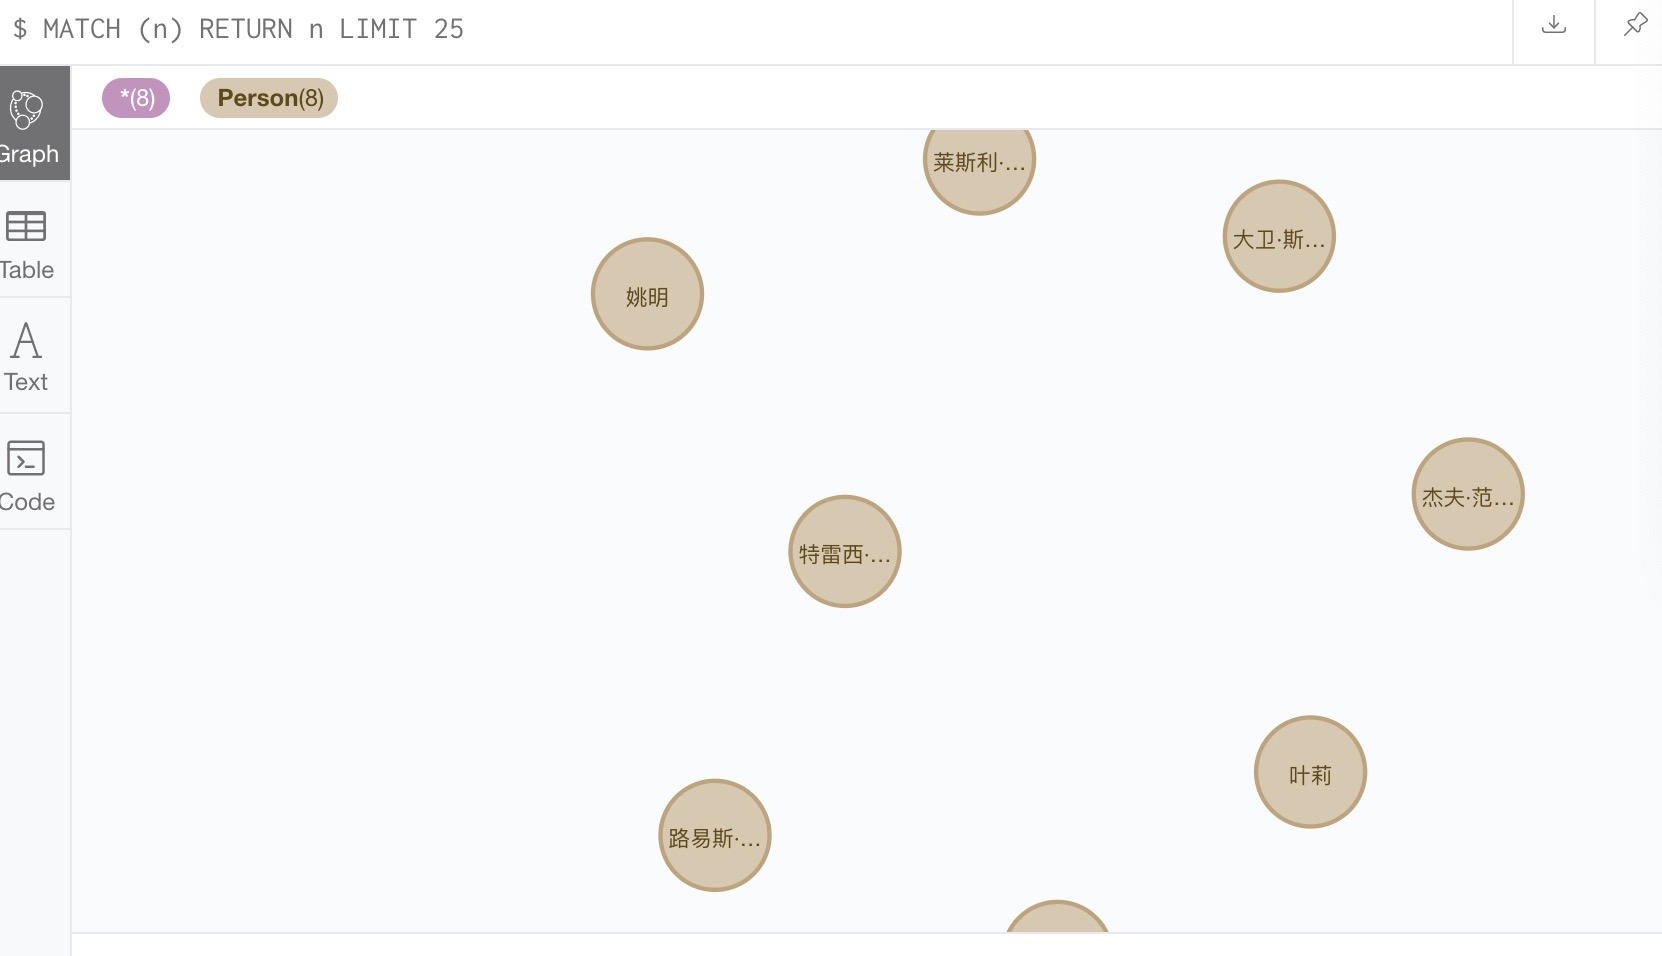 $ MATCH (n) RETURN n LIMIT 25
*(8) Person(8)
Graph
Table
Text
Code
莱斯利·...
大卫·斯...
姚明
杰夫·范...
特雷西·...
叶莉
路易斯·...